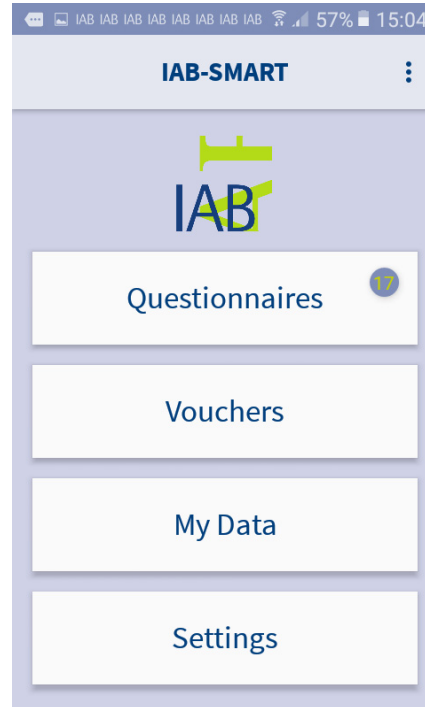 IAB IAB IAB IAB IAB IAB IAB IAB 57% 15:04
IAB-SMART
IAB
Questionnaires 17
Vouchers
My Data
Settings